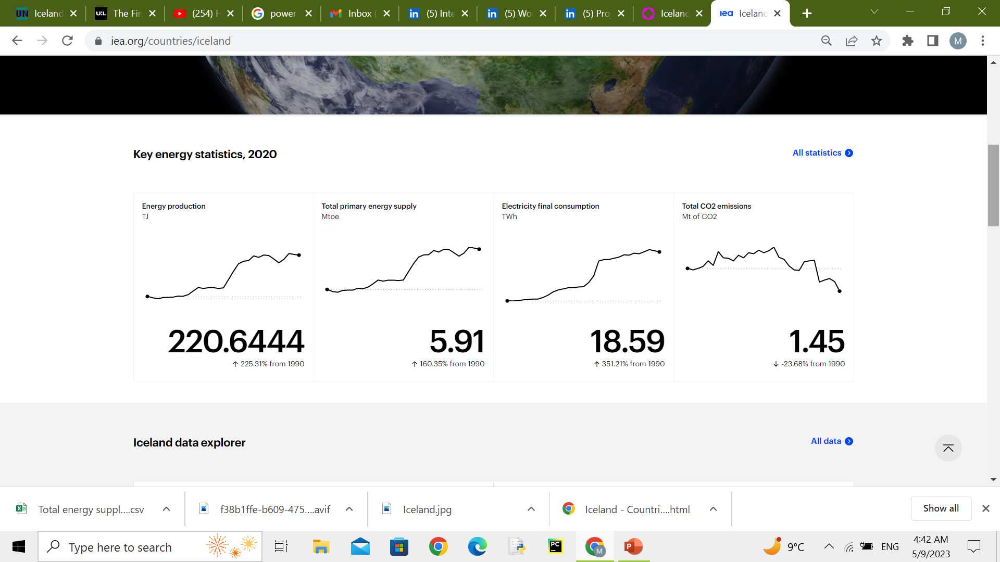 UN Iceland
U:L The Fir
(254) H
power
Inbox (
in (5) Inte
in (5) Wo
in (5) Pro
Iceland
iea Iceland
iea.org/countries/iceland
M
Key energy statistics, 2020
All statistics
Energy production
TJ
220.6444
↑ 225.31% from 1990
Total primary energy supply
Mtoe
5.91
↑ 160.35% from 1990
Electricity final consumption
TWh
18.59
↑ 351.21% from 1990
Total CO2 emissions
Mt of CO2
1.45
↓ -23.68% from 1990
Iceland data explorer
All data
Total energy suppl....csv
f38b1ffe-b609-475....avif
Iceland.jpg
Iceland - Countri....html
Show all
Type here to search
PC
M
P
9°C
ENG
4:42 AM
5/9/2023